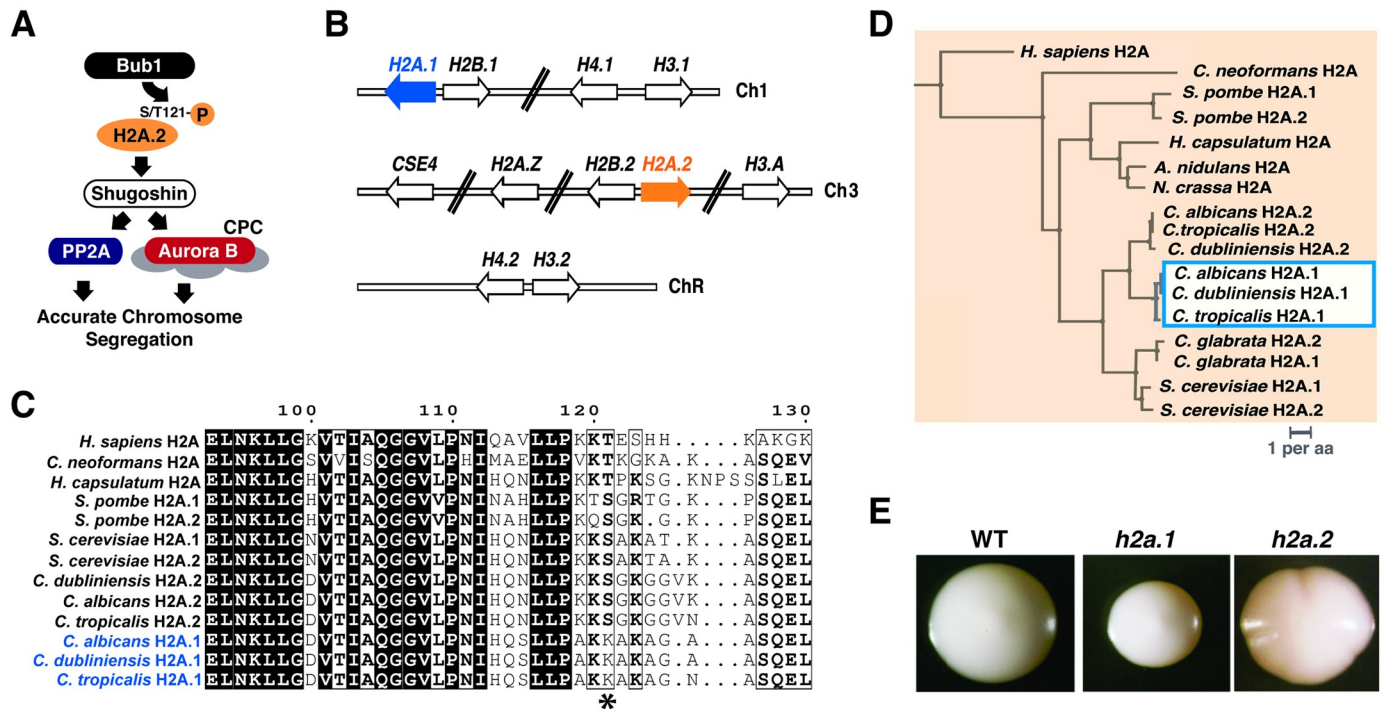 A
Bub1
S/T121-
P
H2A.2
Shugoshin
CPC
PP2A
Aurora B
Accurate Chromosome
Segregation
B
H2A.1 H2B.1 H4.1 H3.1
Ch1
CSE4 H2A.Z H2B.2 H2A.2 H3.A
Ch3
H4.2 H3.2
ChR
C
100 110 120 130
H. sapiens H2A ELNKLLGKVTIAQGGVLPNIQAVLLPKKTESHH.....KAKGK
C. neoformans H2A ELNKLLGSVVISQGGVLPHIMAELLPVKTKGKA.K...ASQEV
H. capsulatum H2A ELNKLLGHVTIAQGGVLPNIHQNLLPKKTPKSG.KNPSSSLEL
S. pombe H2A.1 ELNKLLGHVTIAQGGVVPNINAHLLPKTSGRTG.K...PSQEL
S. pombe H2A.2 ELNKLLGHVTIAQGGVVPNINAHLLPKQSGK.G.K...PSQEL
S. cerevisiae H2A.1 ELNKLLGNVTIAQGGVLPNIHQNLLPKKSAKAT.K...ASQEL
S. cerevisiae H2A.2 ELNKLLGNVTIAQGGVLPNIHQNLLPKKSAKTA.K...ASQEL
C. dubliniensis H2A.2 ELNKLLGDVTIAQGGVLPNIHQNLLPKKSGKGGVK...ASQEL
C. albicans H2A.2 ELNKLLGDVTIAQGGVLPNIHQNLLPKKSGKGGVK...ASQEL
C. tropicalis H2A.2 ELNKLLGDVTIAQGGVLPNIHQNLLPKKSGKGGVN...ASQEL
C. albicans H2A.1 ELNKLLGDVTIAQGGVLPNIHQSLLPAKKAKAG.A...ASQEL
C. dubliniensis H2A.1 ELNKLLGDVTIAQGGVLPNIHQSLLPAKKAKAG.A...ASQEL
C. tropicalis H2A.1 ELNKLLGDVTIAQGGVLPNIHQSLLPAKKAKAG.N...ASQEL
*
D
H. sapiens H2A
C. neoformans H2A
S. pombe H2A.1
S. pombe H2A.2
H. capsulatum H2A
A. nidulans H2A
N. crassa H2A
C. albicans H2A.2
C.tropicalis H2A.2
C. dubliniensis H2A.2
C. albicans H2A.1
C. dubliniensis H2A.1
C. tropicalis H2A.1
C. glabrata H2A.2
C. glabrata H2A.1
S. cerevisiae H2A.1
S. cerevisiae H2A.2
1 per aa
E
WT h2a.1 h2a.2